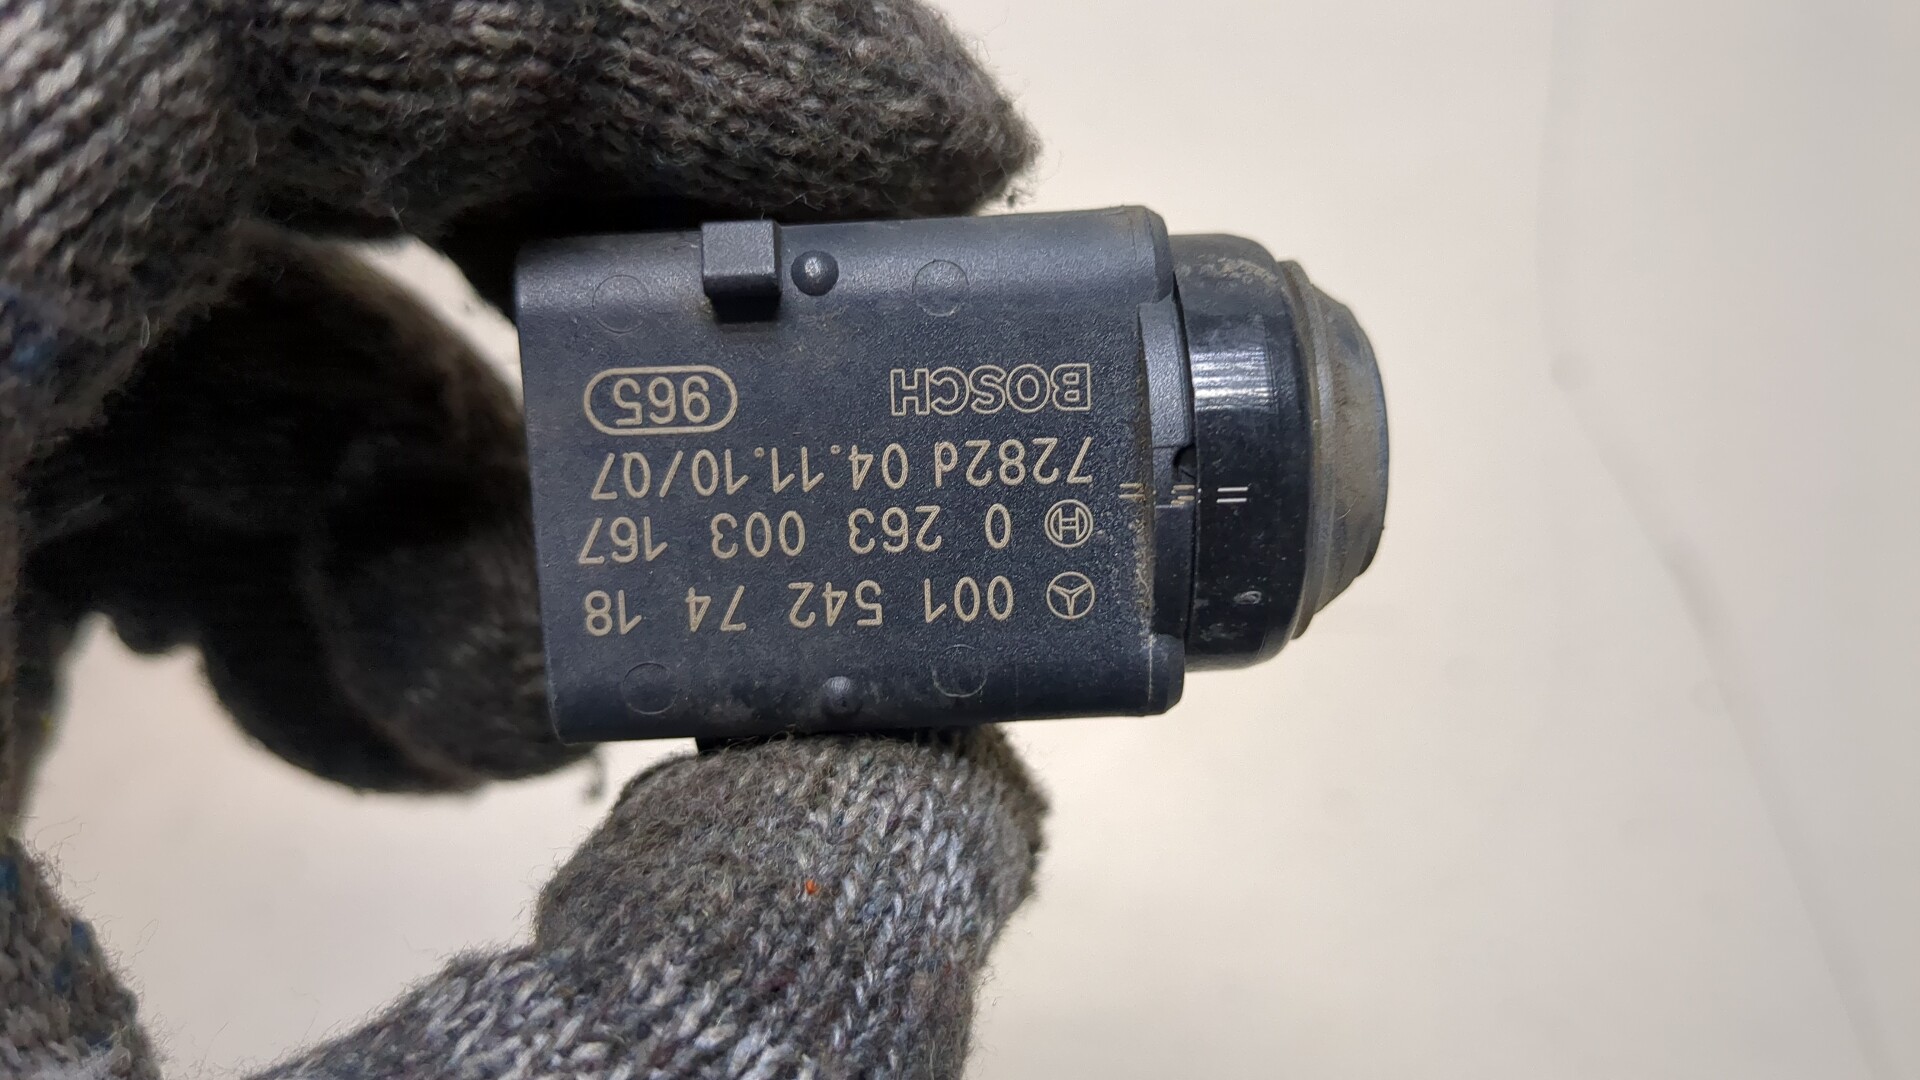 001 542 74 18
0 263 003 167
7282d 04.11.10/07
BOSCH 965